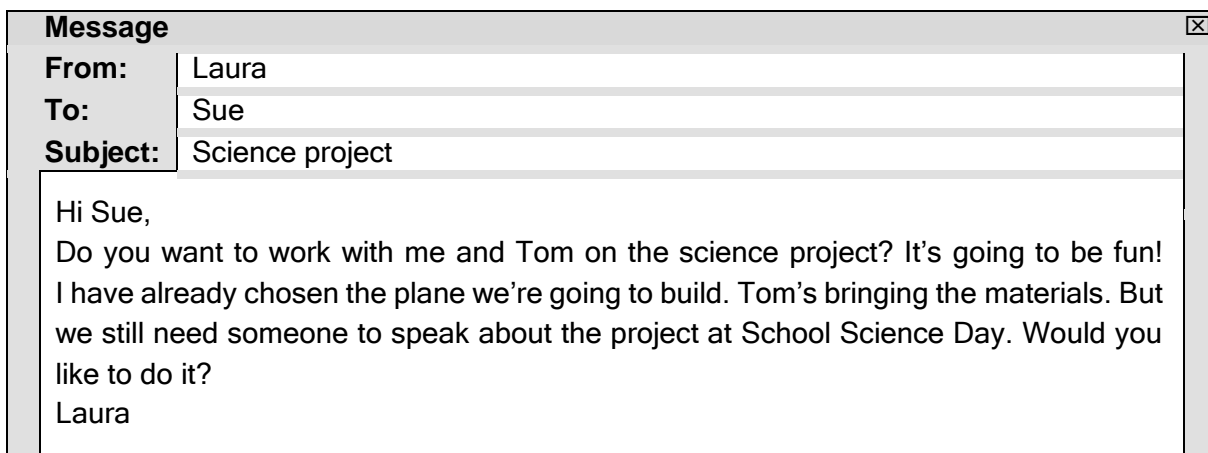 Message
From: Laura
To: Sue
Subject: Science project
Hi Sue,
Do you want to work with me and Tom on the science project? It’s going to be fun!
I have already chosen the plane we’re going to build. Tom’s bringing the materials. But
we still need someone to speak about the project at School Science Day. Would you
like to do it?
Laura